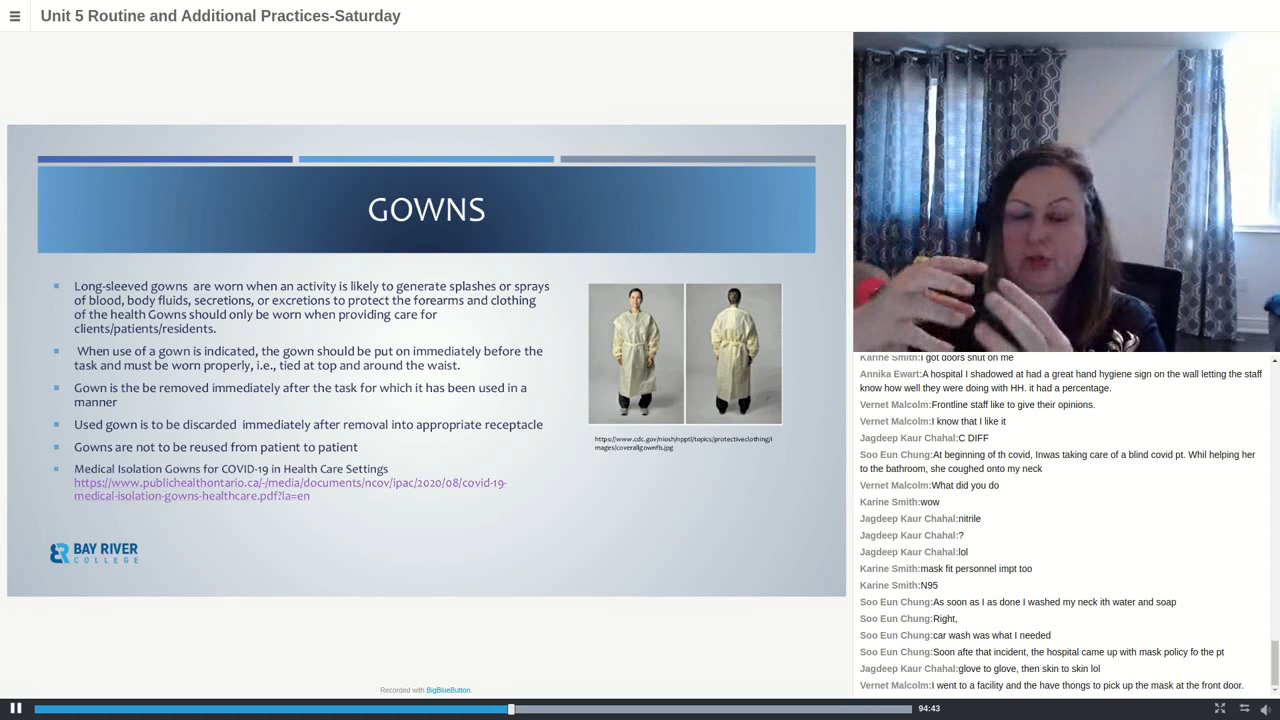 Unit 5 Routine and Additional Practices-Saturday
GOWNS
Long-sleeved gowns are worn when an activity is likely to generate splashes or sprays
of blood, body fluids, secretions, or excretions to protect the forearms and clothing
of the health Gowns should only be worn when providing care for
clients/patients/residents.
When use of a gown is indicated, the gown should be put on immediately before the
task and must be worn properly, i.e., tied at top and around the waist.
Gown is the be removed immediately after the task for which it has been used in a
manner
Used gown is to be discarded immediately after removal into appropriate receptacle
Gowns are not to be reused from patient to patient
Medical Isolation Gowns for COVID-19 in Health Care Settings
https://www.publichealthontario.ca/-/media/documents/ncov/ipac/2020/08/covid-19-
medical-isolation-gowns-healthcare.pdf?la=en
https://www.cdc.gov/niosh/npptl/topics/protectiveclothing/i
mages/coverallgownfb.jpg
BAY RIVER
COLLEGE
Recorded with BigBlueButton.
Karine Smith:I got doors shut on me
Annika Ewart:A hospital I shadowed at had a great hand hygiene sign on the wall letting the staff
know how well they were doing with HH. it had a percentage.
Vernet Malcolm:Frontline staff like to give their opinions.
Vernet Malcolm:I know that I like it
Jagdeep Kaur Chahal:C DIFF
Soo Eun Chung:At beginning of th covid, Inwas taking care of a blind covid pt. Whil helping her
to the bathroom, she coughed onto my neck
Vernet Malcolm:What did you do
Karine Smith:wow
Jagdeep Kaur Chahal:nitrile
Jagdeep Kaur Chahal:?
Jagdeep Kaur Chahal:lol
Karine Smith:mask fit personnel impt too
Karine Smith:N95
Soo Eun Chung:As soon as I as done I washed my neck ith water and soap
Soo Eun Chung:Right,
Soo Eun Chung:car wash was what I needed
Soo Eun Chung:Soon afte that incident, the hospital came up with mask policy fo the pt
Jagdeep Kaur Chahal:glove to glove, then skin to skin lol
Vernet Malcolm:I went to a facility and the have thongs to pick up the mask at the front door.
94:43